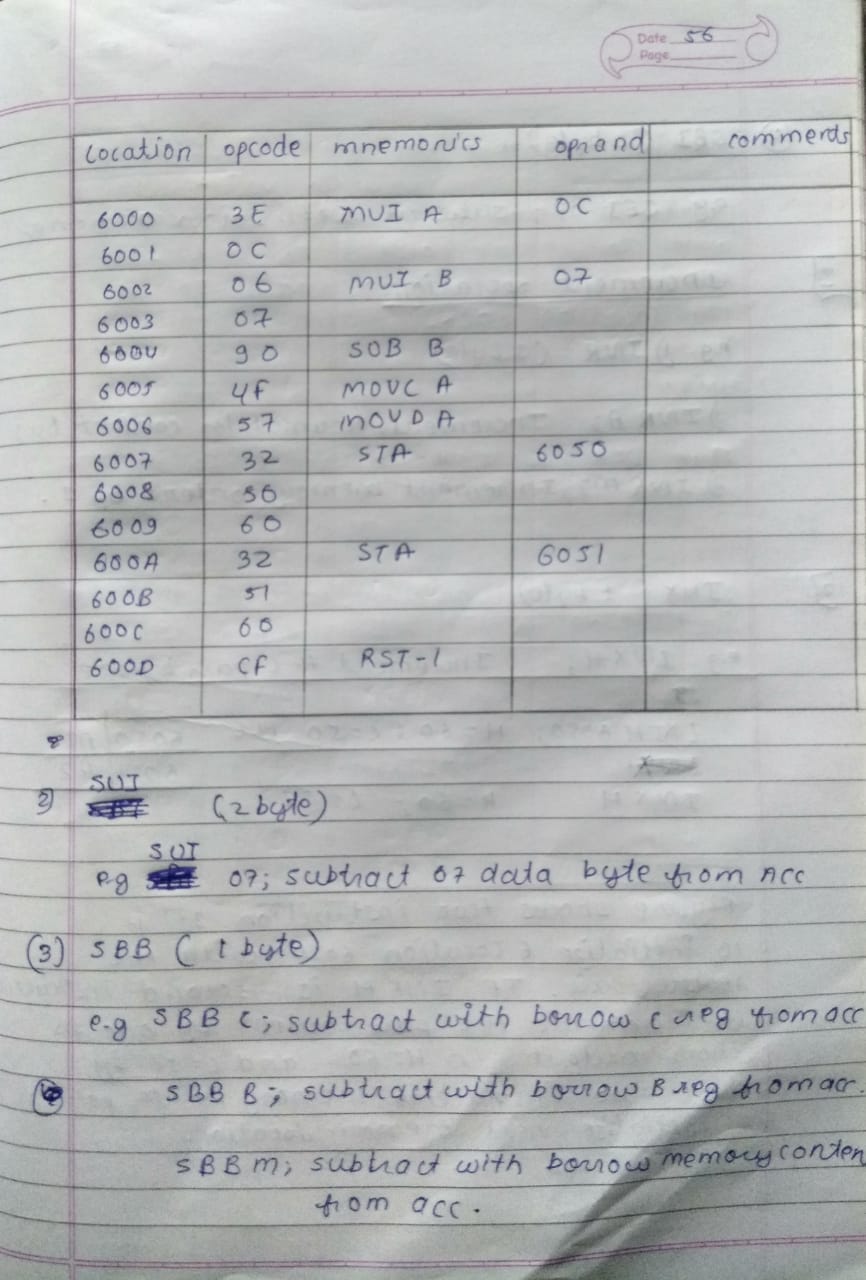 Date 56
Page
Location opcode mnemonics oprand comments
6000 3E MUI A 0C
6001 0C
6002 06 MUI B 07
6003 07
6004 90 SOB B
6005 4F MOVC A
6006 57 MOVD A
6007 32 STA 6050
6008 50
6009 60
600A 32 STA 6051
600B 51
600C 60
600D CF RST-1
2) SUI (2 byte)
e.g SUI 07; subtract 07 data byte from Acc
(3) SBB (1 byte)
e.g SBB C; subtract with borrow C reg from acc
SBB B; subtract with borrow B reg from acc.
SBB m; subtract with borrow memory conten
from acc.